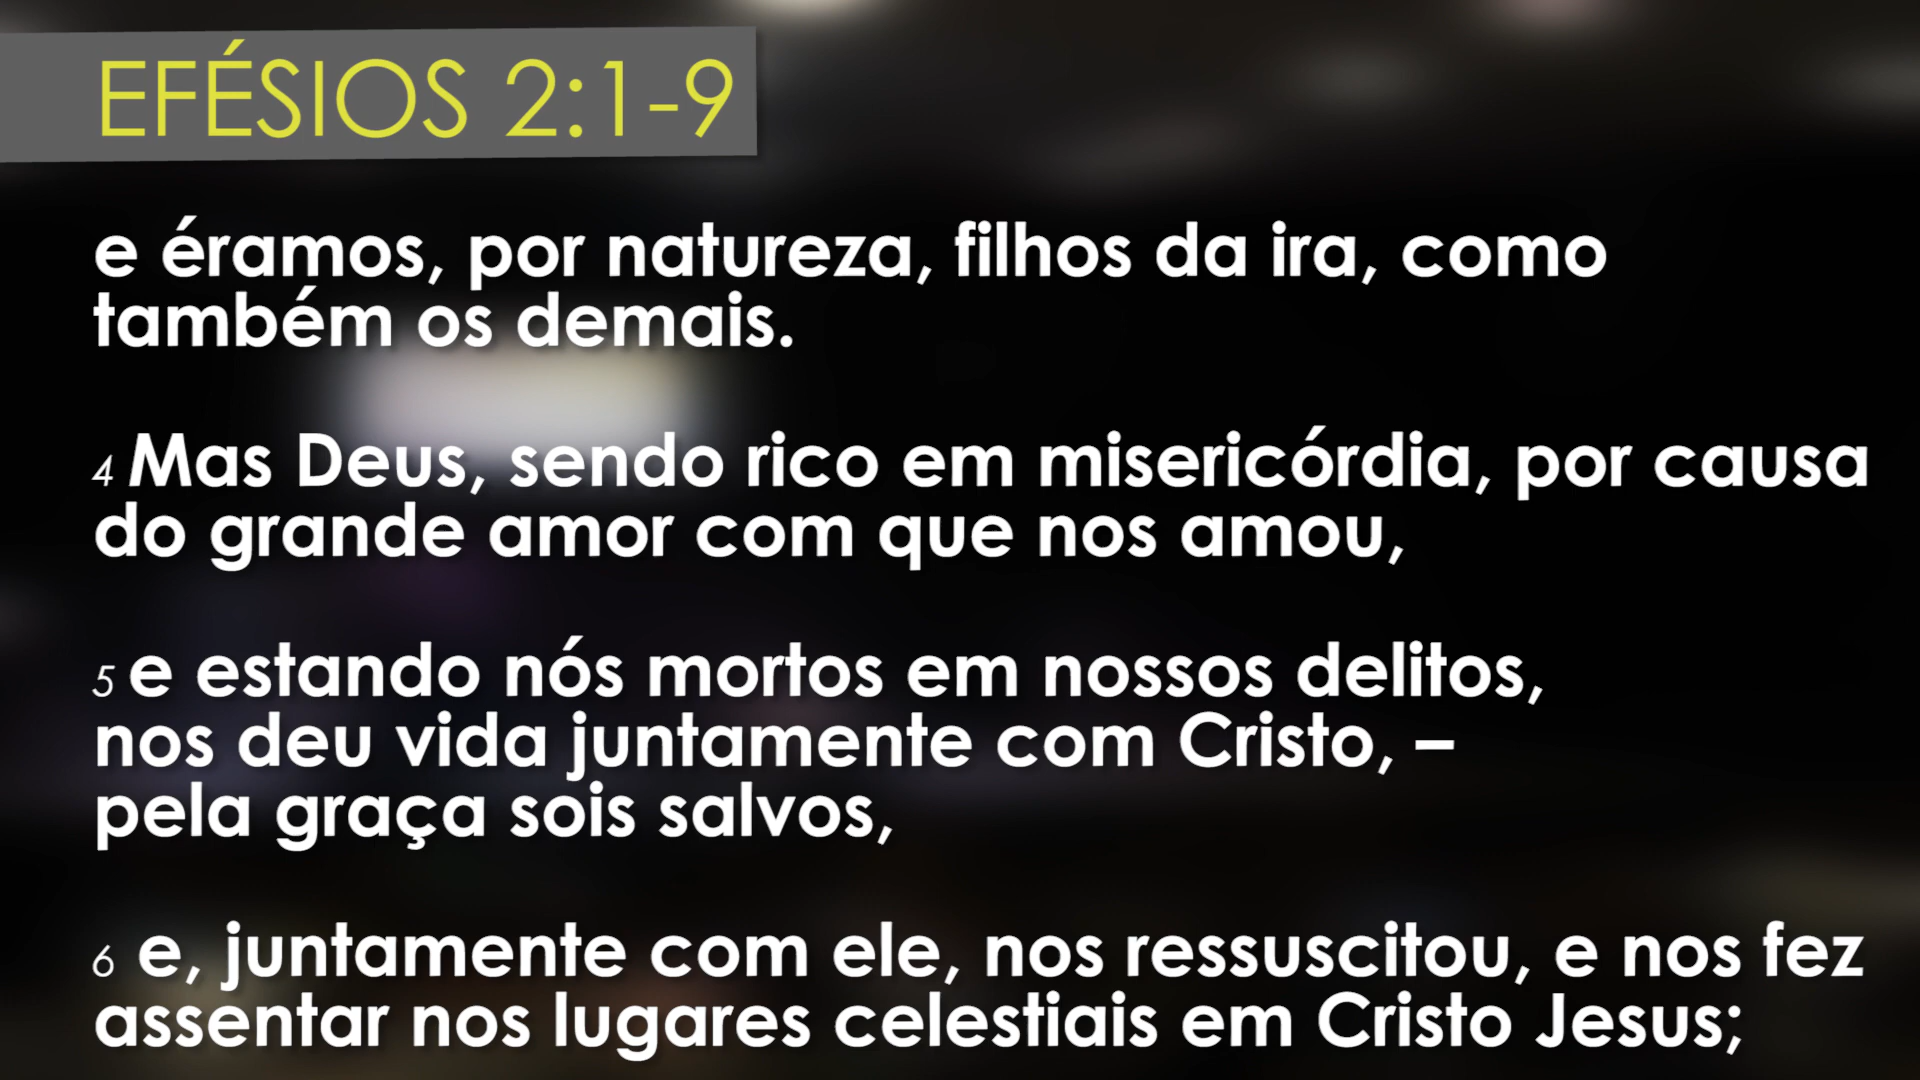 EFÉSIOS 2:1-9
e éramos, por natureza, filhos da ira, como
também os demais.
4 Mas Deus, sendo rico em misericórdia, por causa
do grande amor com que nos amou,
5 e estando nós mortos em nossos delitos,
nos deu vida juntamente com Cristo, –
pela graça sois salvos,
6 e, juntamente com ele, nos ressuscitou, e nos fez
assentar nos lugares celestiais em Cristo Jesus;